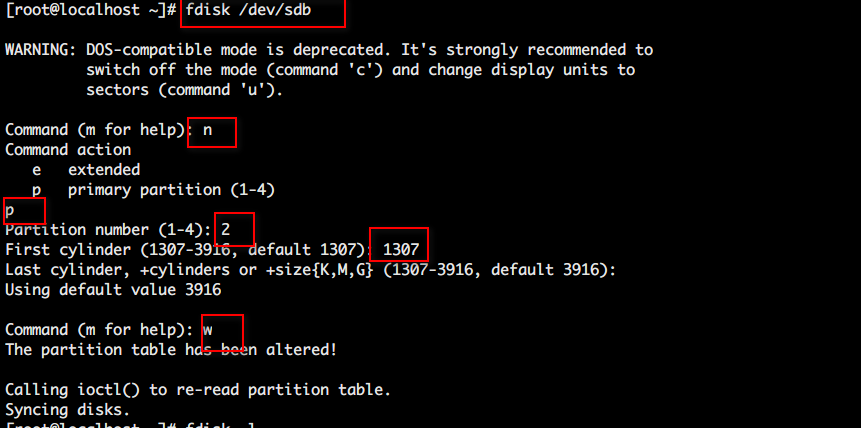 [root@localhost ~]# fdisk /dev/sdb
WARNING: DOS-compatible mode is deprecated. It's strongly recommended to
switch off the mode (command 'c') and change display units to
sectors (command 'u').
Command (m for help): n
Command action
e   extended
p   primary partition (1-4)
p
Partition number (1-4): 2
First cylinder (1307-3916, default 1307): 1307
Last cylinder, +cylinders or +size{K,M,G} (1307-3916, default 3916):
Using default value 3916
Command (m for help): w
The partition table has been altered!
Calling ioctl() to re-read partition table.
Syncing disks.
[root@localhost ~]# fdisk -l